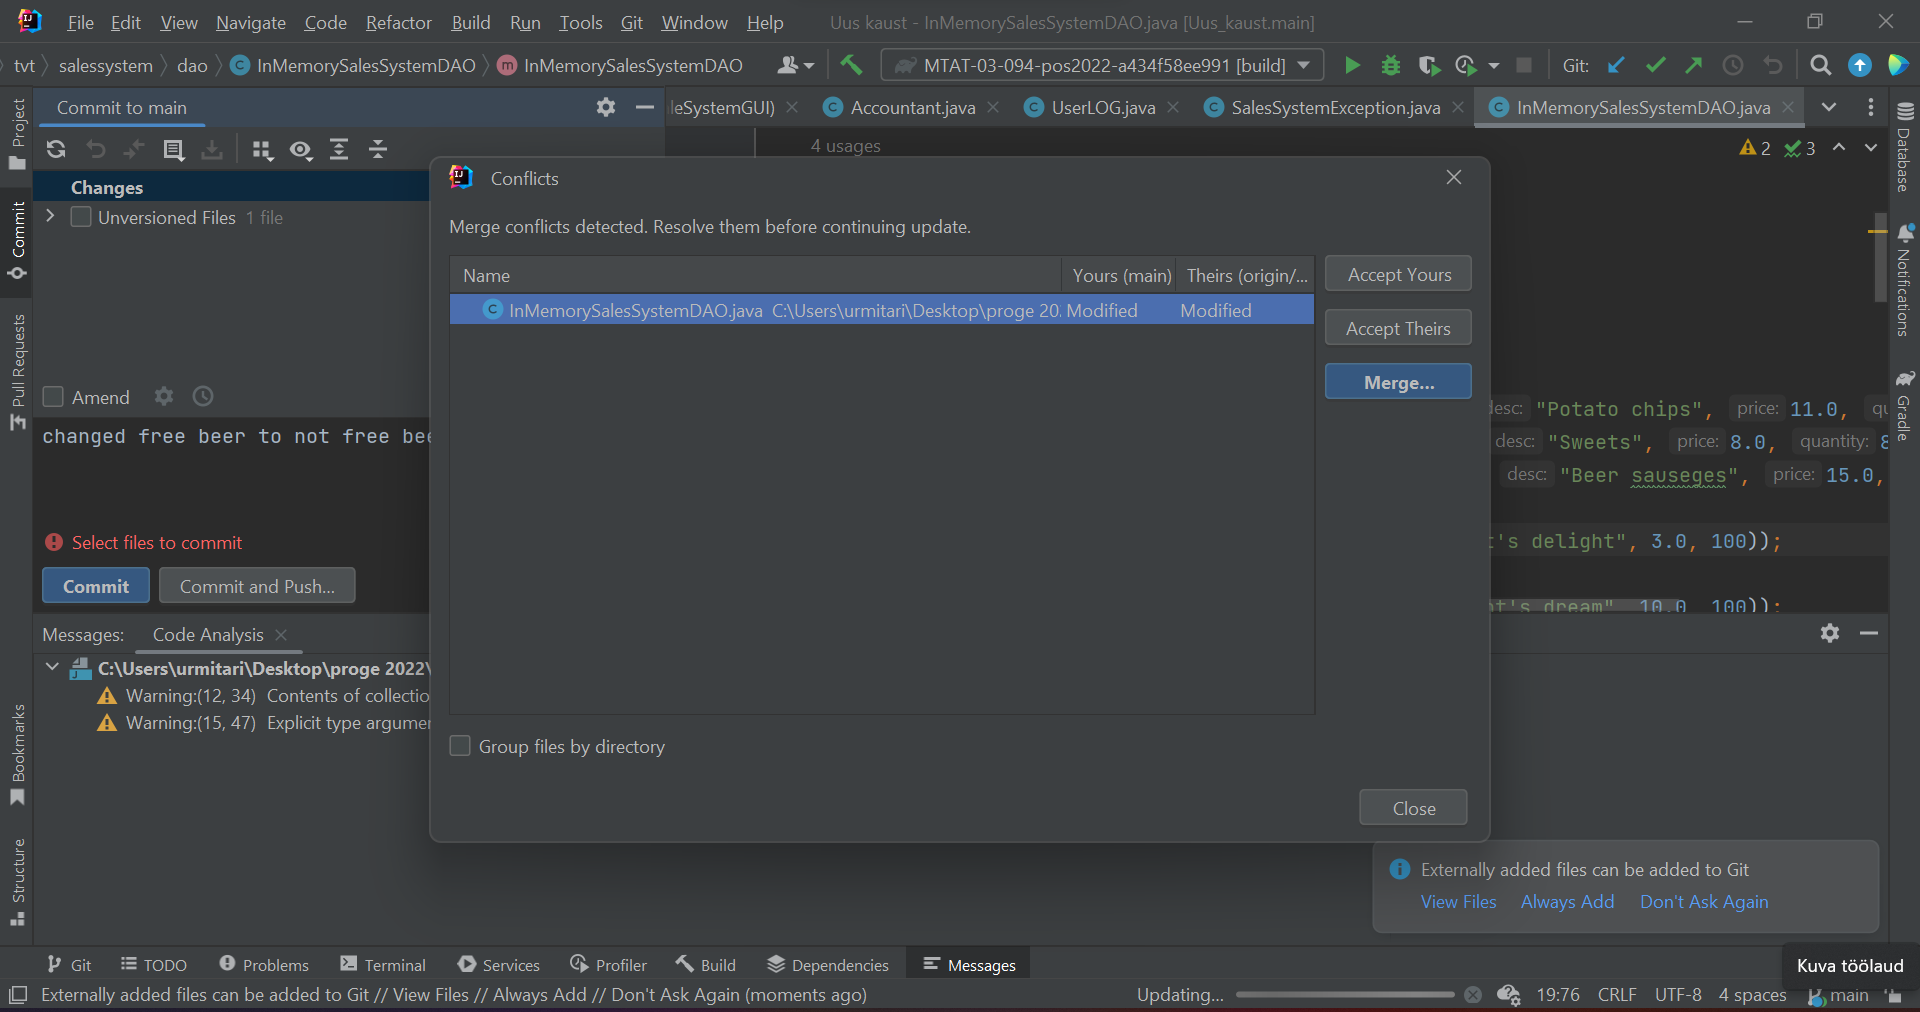 File Edit View Navigate Code Refactor Build Run Tools Git Window Help
Uus kaust - InMemorySalesSystemDAO.java [Uus_kaust.main]
tvt salessystem dao InMemorySalesSystemDAO InMemorySalesSystemDAO
MTAT-03-094-pos2022-a434f58ee991 [build]
Git:
Project
Commit
Pull Requests
Bookmarks
Structure
Commit to main
eSystemGUI) Accountant.java UserLOG.java SalesSystemException.java InMemorySalesSystemDAO.java
4 usages
2 3
Database
Notifications
Gradle
Changes
Unversioned Files 1 file
Amend
changed free beer to not free bee
Select files to commit
Commit Commit and Push...
Conflicts
Merge conflicts detected. Resolve them before continuing update.
Name Yours (main) Theirs (origin/...
InMemorySalesSystemDAO.java C:\Users\urmitari\Desktop\proge 20 Modified Modified
Accept Yours
Accept Theirs
Merge...
Group files by directory
Close
desc: "Potato chips", price: 11.0, qu
desc: "Sweets", price: 8.0, quantity: 8
desc: "Beer sauseges", price: 15.0,
t's delight", 3.0, 100));
t's dream" 10.0 100));
Messages: Code Analysis
C:\Users\urmitari\Desktop\proge 2022\
Warning:(12, 34) Contents of collectio
Warning:(15, 47) Explicit type argume
Externally added files can be added to Git
View Files Always Add Don't Ask Again
Git TODO Problems Terminal Services Profiler Build Dependencies Messages
Kuva töölaud
Externally added files can be added to Git // View Files // Always Add // Don't Ask Again (moments ago)
Updating... 19:76 CRLF UTF-8 4 spaces main